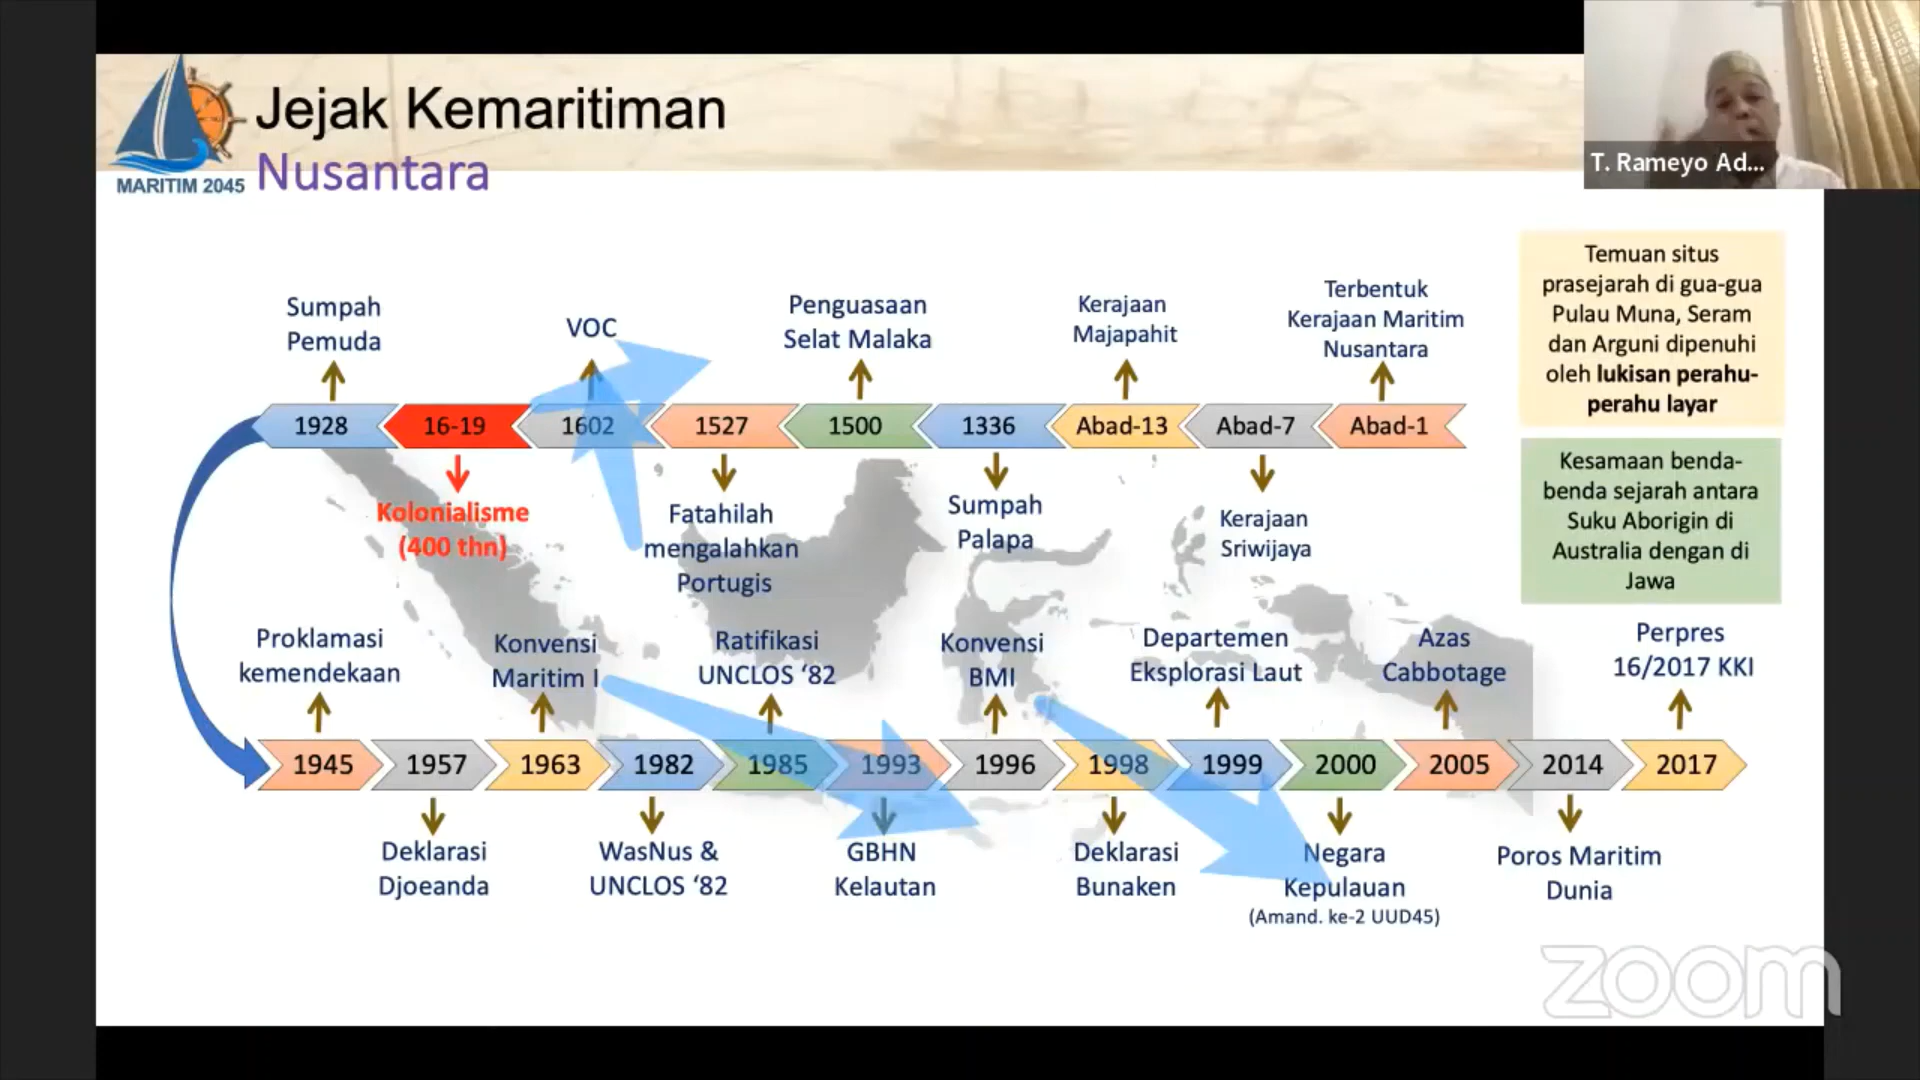 Jejak Kemaritiman
Nusantara
MARITIM 2045
T. Rameyo Ad...
Sumpah
Pemuda
VOC
Penguasaan
Selat Malaka
Kerajaan
Majapahit
Terbentuk
Kerajaan Maritim
Nusantara
1928
16-19
1602
1527
1500
1336
Abad-13
Abad-7
Abad-1
Kolonialisme
(400 thn)
Fatahilah
mengalahkan
Portugis
Sumpah
Palapa
Kerajaan
Sriwijaya
Temuan situs
prasejarah di gua-gua
Pulau Muna, Seram
dan Arguni dipenuhi
oleh lukisan perahu-
perahu layar
Kesamaan benda-
benda sejarah antara
Suku Aborigin di
Australia dengan di
Jawa
Proklamasi
kemendekaan
Konvensi
Maritim I
Ratifikasi
UNCLOS ‘82
Konvensi
BMI
Departemen
Eksplorasi Laut
Azas
Cabbotage
Perpres
16/2017 KKI
1945
1957
1963
1982
1985
1993
1996
1998
1999
2000
2005
2014
2017
Deklarasi
Djoeanda
WasNus &
UNCLOS ‘82
GBHN
Kelautan
Deklarasi
Bunaken
Negara
Kepulauan
(Amand. ke-2 UUD45)
Poros Maritim
Dunia
zoom